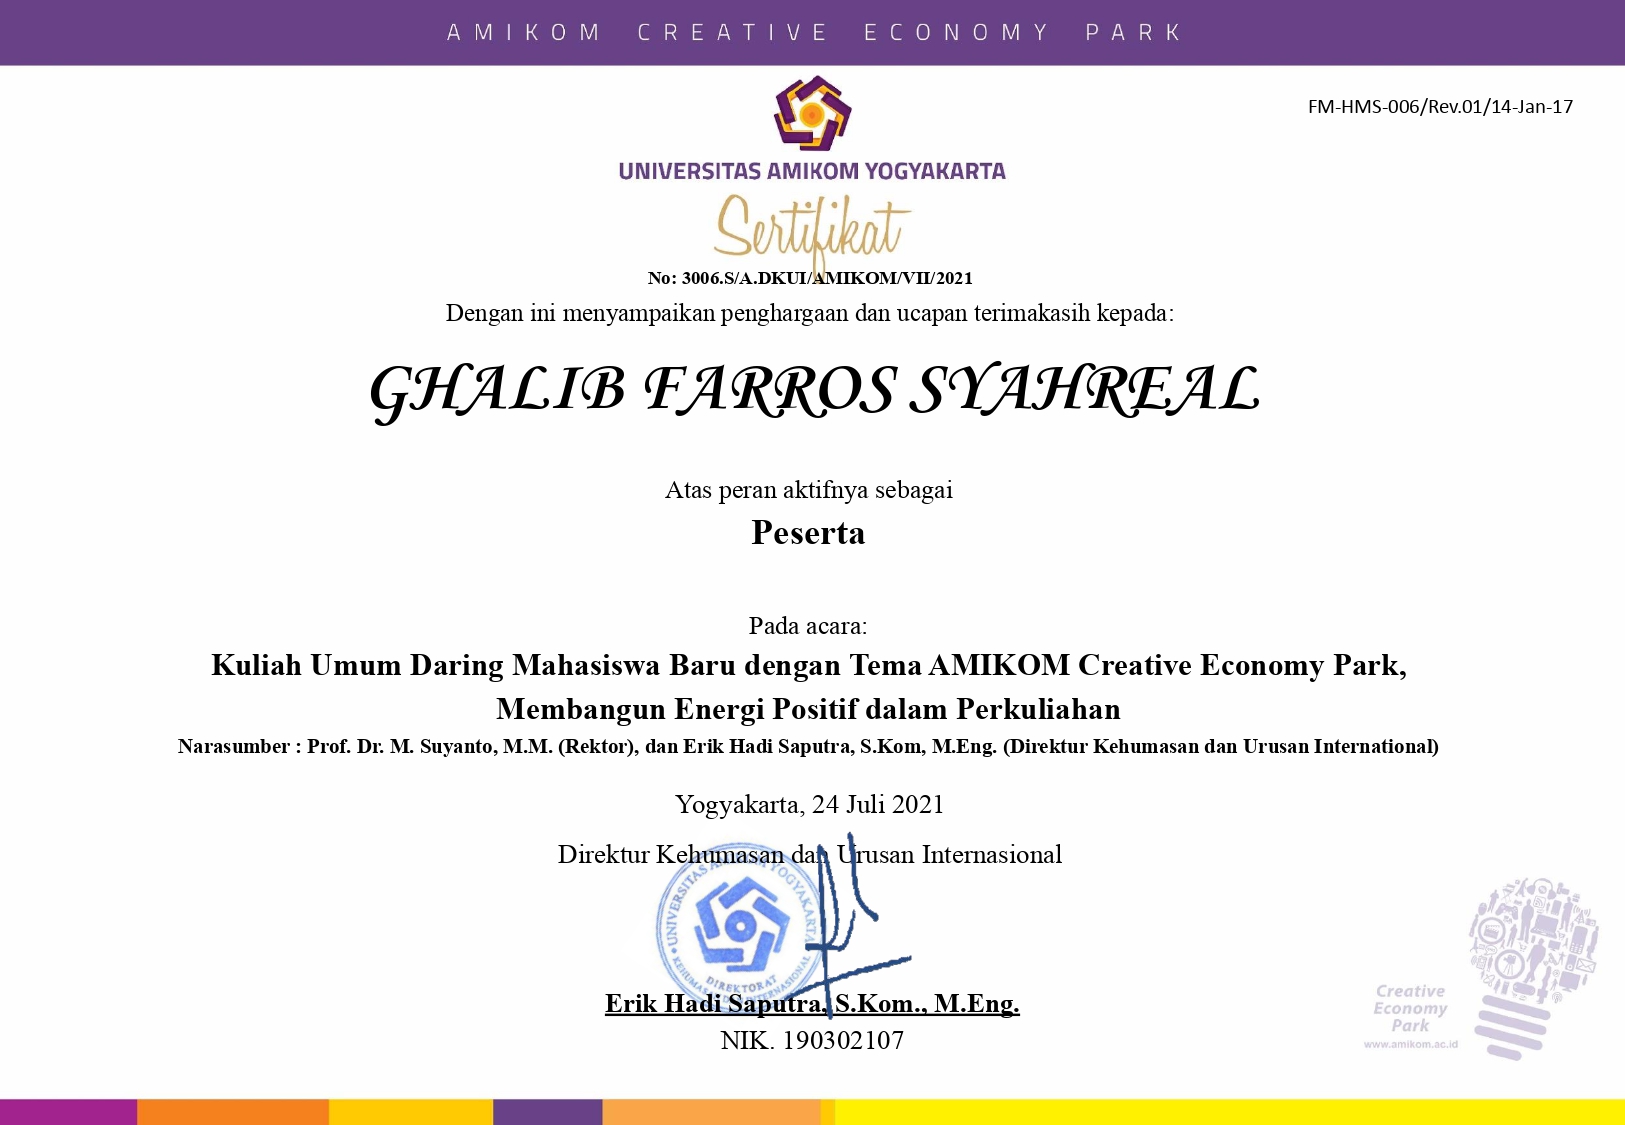 AMIKOM CREATIVE ECONOMY PARK
FM-HMS-006/Rev.01/14-Jan-17
UNIVERSITAS AMIKOM YOGYAKARTA
Sertifikat
No: 3006.S/A.DKUI/AMIKOM/VII/2021
Dengan ini menyampaikan penghargaan dan ucapan terimakasih kepada:
GHALIB FARROS SYAHREAL
Atas peran aktifnya sebagai
Peserta
Pada acara:
Kuliah Umum Daring Mahasiswa Baru dengan Tema AMIKOM Creative Economy Park,
Membangun Energi Positif dalam Perkuliahan
Narasumber : Prof. Dr. M. Suyanto, M.M. (Rektor), dan Erik Hadi Saputra, S.Kom, M.Eng. (Direktur Kehumasan dan Urusan International)
Yogyakarta, 24 Juli 2021
Direktur Kehumasan dan Urusan Internasional
UNIVERSITAS AMIKOM YOGYAKARTA
DIREKTORAT
KEHUMASAN DAN INTERNASIONAL
Erik Hadi Saputra, S.Kom., M.Eng.
NIK. 190302107
Creative
Economy
Park
www.amikom.ac.id